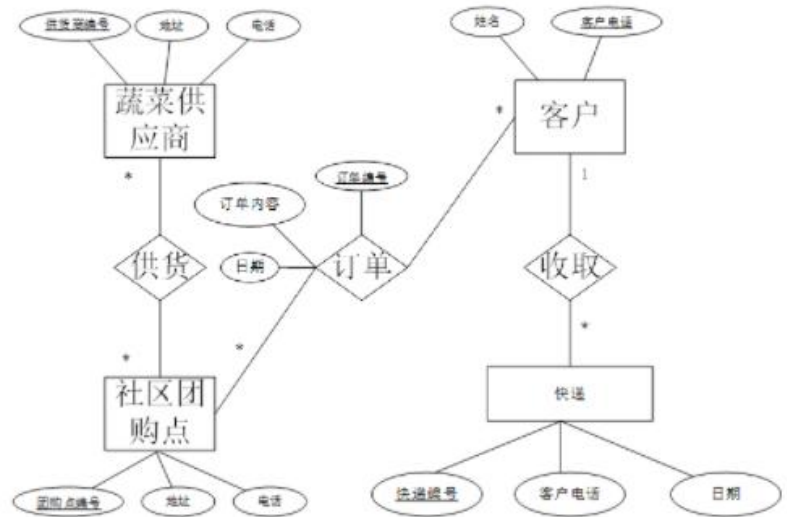 供货商编号 地址 电话 姓名 客户电话
蔬菜供
应商
客户
*
*
1
订单编号
订单内容
供货 日期 订单 收取
*
*
*
社区团
购点
快递
团购点编号 地址 电话 快递编号 客户电话 日期